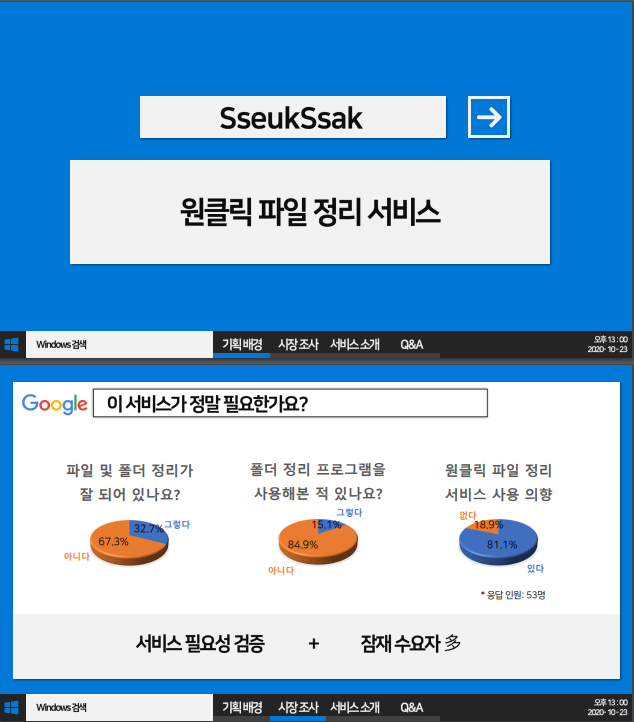 SseukSsak
원클릭 파일 정리 서비스
Windows 검색
기획 배경 시장 조사 서비스 소개 Q&A
오후 13 : 00
2020-10-23
Google
이 서비스가 정말 필요한가요?
파일 및 폴더 정리가
잘 되어 있나요?
32.7%
그렇다
67.3%
아니다
폴더 정리 프로그램을
사용해본 적 있나요?
그렇다
15.1%
84.9%
아니다
원클릭 파일 정리
서비스 사용 의향
없다
18.9%
81.1%
있다
* 응답 인원: 53명
서비스 필요성 검증 + 잠재 수요자 多
Windows 검색
기획 배경 시장 조사 서비스 소개 Q&A
오후 13 : 00
2020-10-23